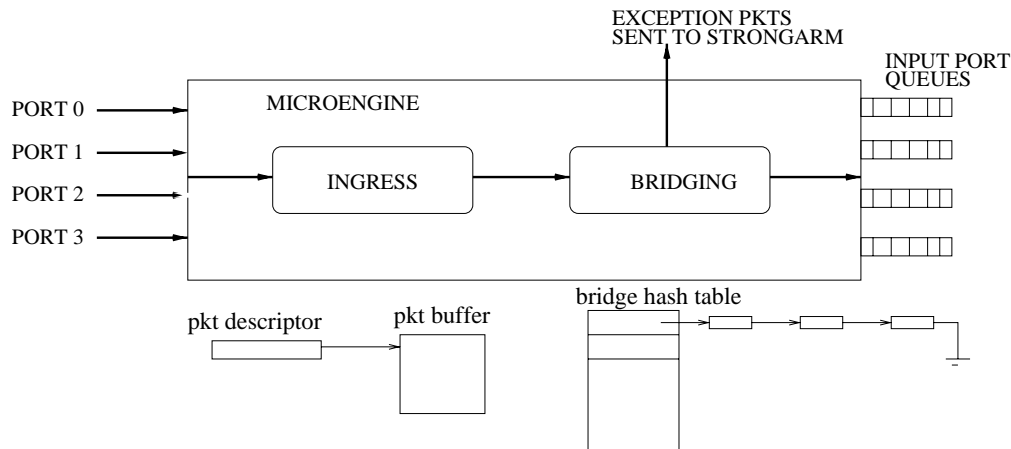 EXCEPTION PKTS
SENT TO STRONGARM
INPUT PORT
QUEUES
MICROENGINE
PORT 0
PORT 1
PORT 2
PORT 3
INGRESS
BRIDGING
pkt descriptor
pkt buffer
bridge hash table